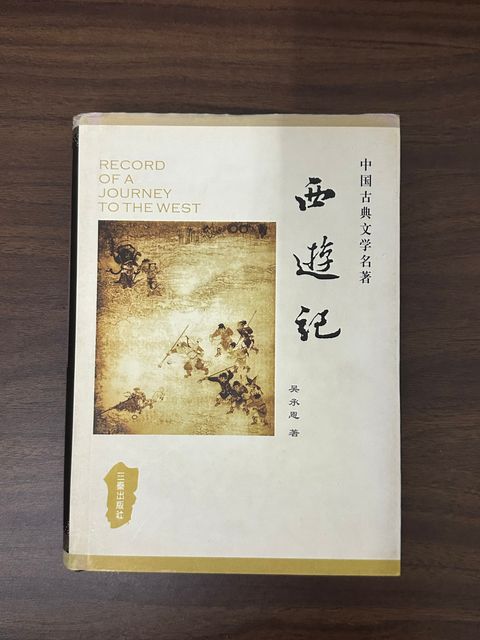 RECORD
OF A
JOURNEY
TO THE WEST
中国古典文学名著
西遊記
吴承恩 著
三秦出版社